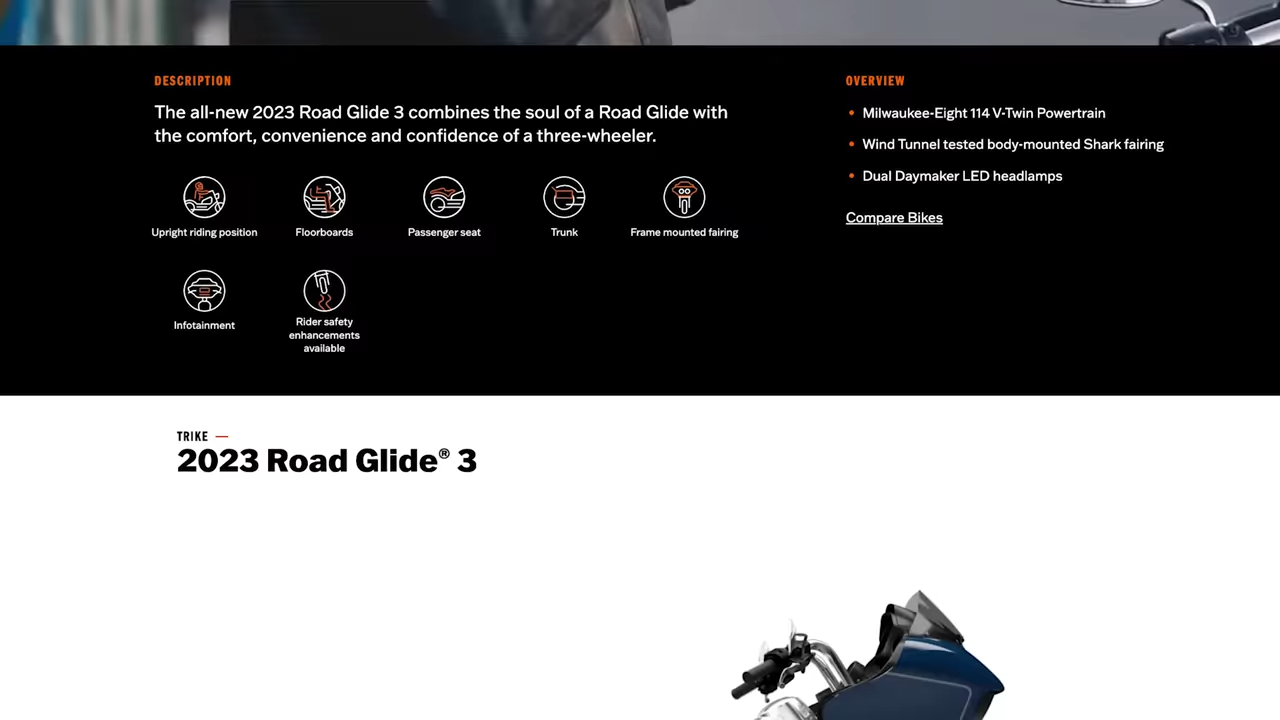 DESCRIPTION
The all-new 2023 Road Glide 3 combines the soul of a Road Glide with
the comfort, convenience and confidence of a three-wheeler.
Upright riding position
Floorboards
Passenger seat
Trunk
Frame mounted fairing
Infotainment
Rider safety
enhancements
available
OVERVIEW
• Milwaukee-Eight 114 V-Twin Powertrain
• Wind Tunnel tested body-mounted Shark fairing
• Dual Daymaker LED headlamps
Compare Bikes
TRIKE —
2023 Road Glide® 3